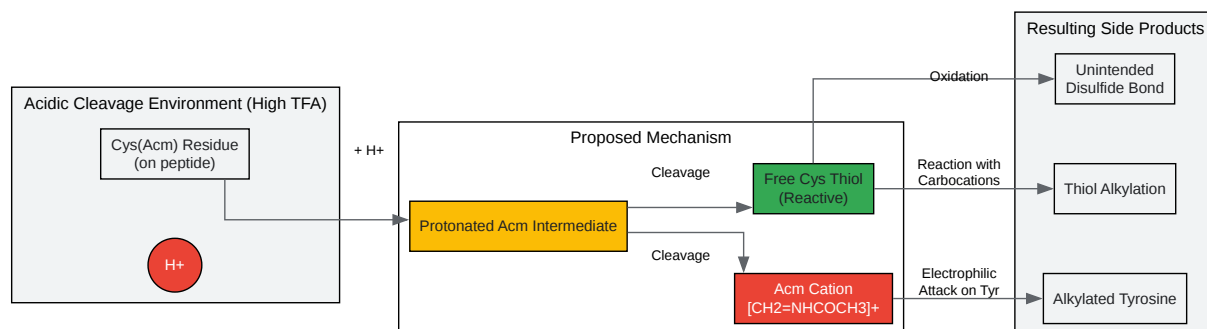 Acidic Cleavage Environment (High TFA)
Cys(Acm) Residue
(on peptide)
H+
+ H+
Proposed Mechanism
Protonated Acm Intermediate
Cleavage
Cleavage
Free Cys Thiol
(Reactive)
Acm Cation
[CH2=NHCOCH3]+
Oxidation
Reaction with
Carbocations
Electrophilic
Attack on Tyr
Resulting Side Products
Unintended
Disulfide Bond
Thiol Alkylation
Alkylated Tyrosine